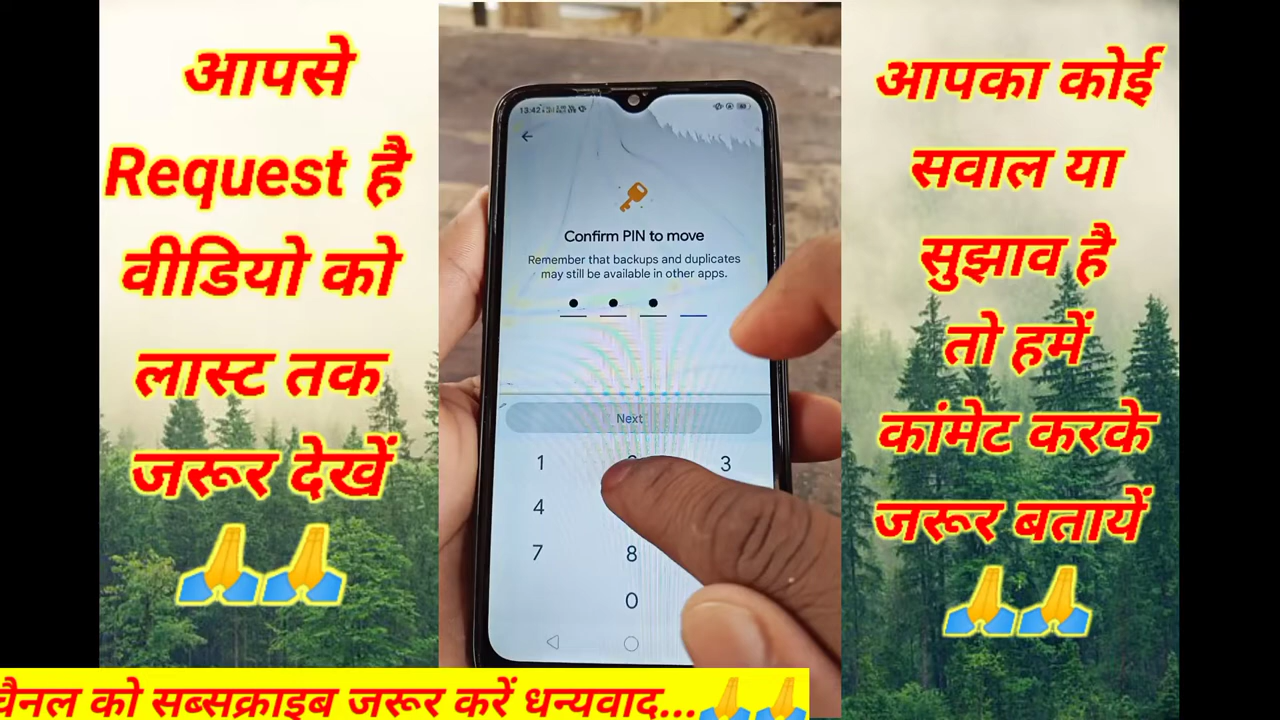 आपसे
Request है
वीडियो को
लास्ट तक
जरूर देखें
🙏🙏
13:42
Confirm PIN to move
Remember that backups and duplicates
may still be available in other apps.
Next
1
3
4
7
8
0
आपका कोई
सवाल या
सुझाव है
तो हमें
कांमेट करके
जरूर बतायें
🙏🙏
चैनल को सब्सक्राइब जरूर करें धन्यवाद...🙏🙏